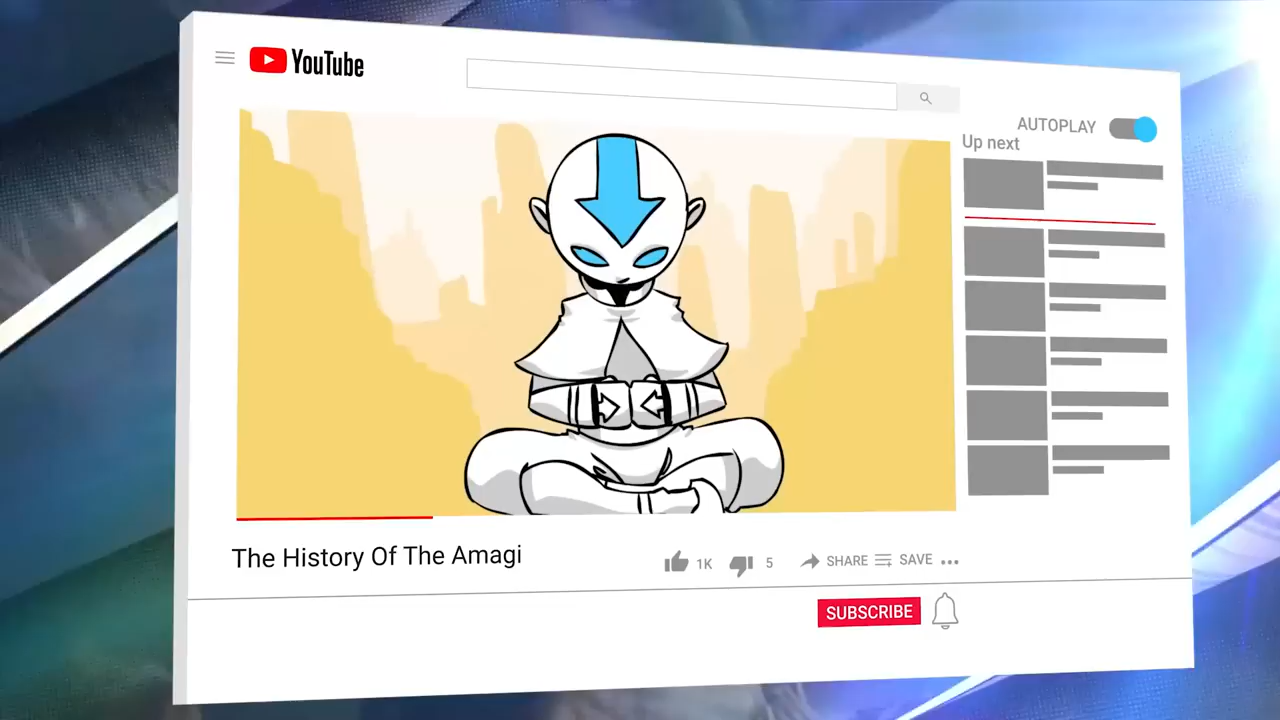 YouTube
AUTOPLAY
Up next
The History Of The Amagi
1K
5
SHARE
SAVE
SUBSCRIBE